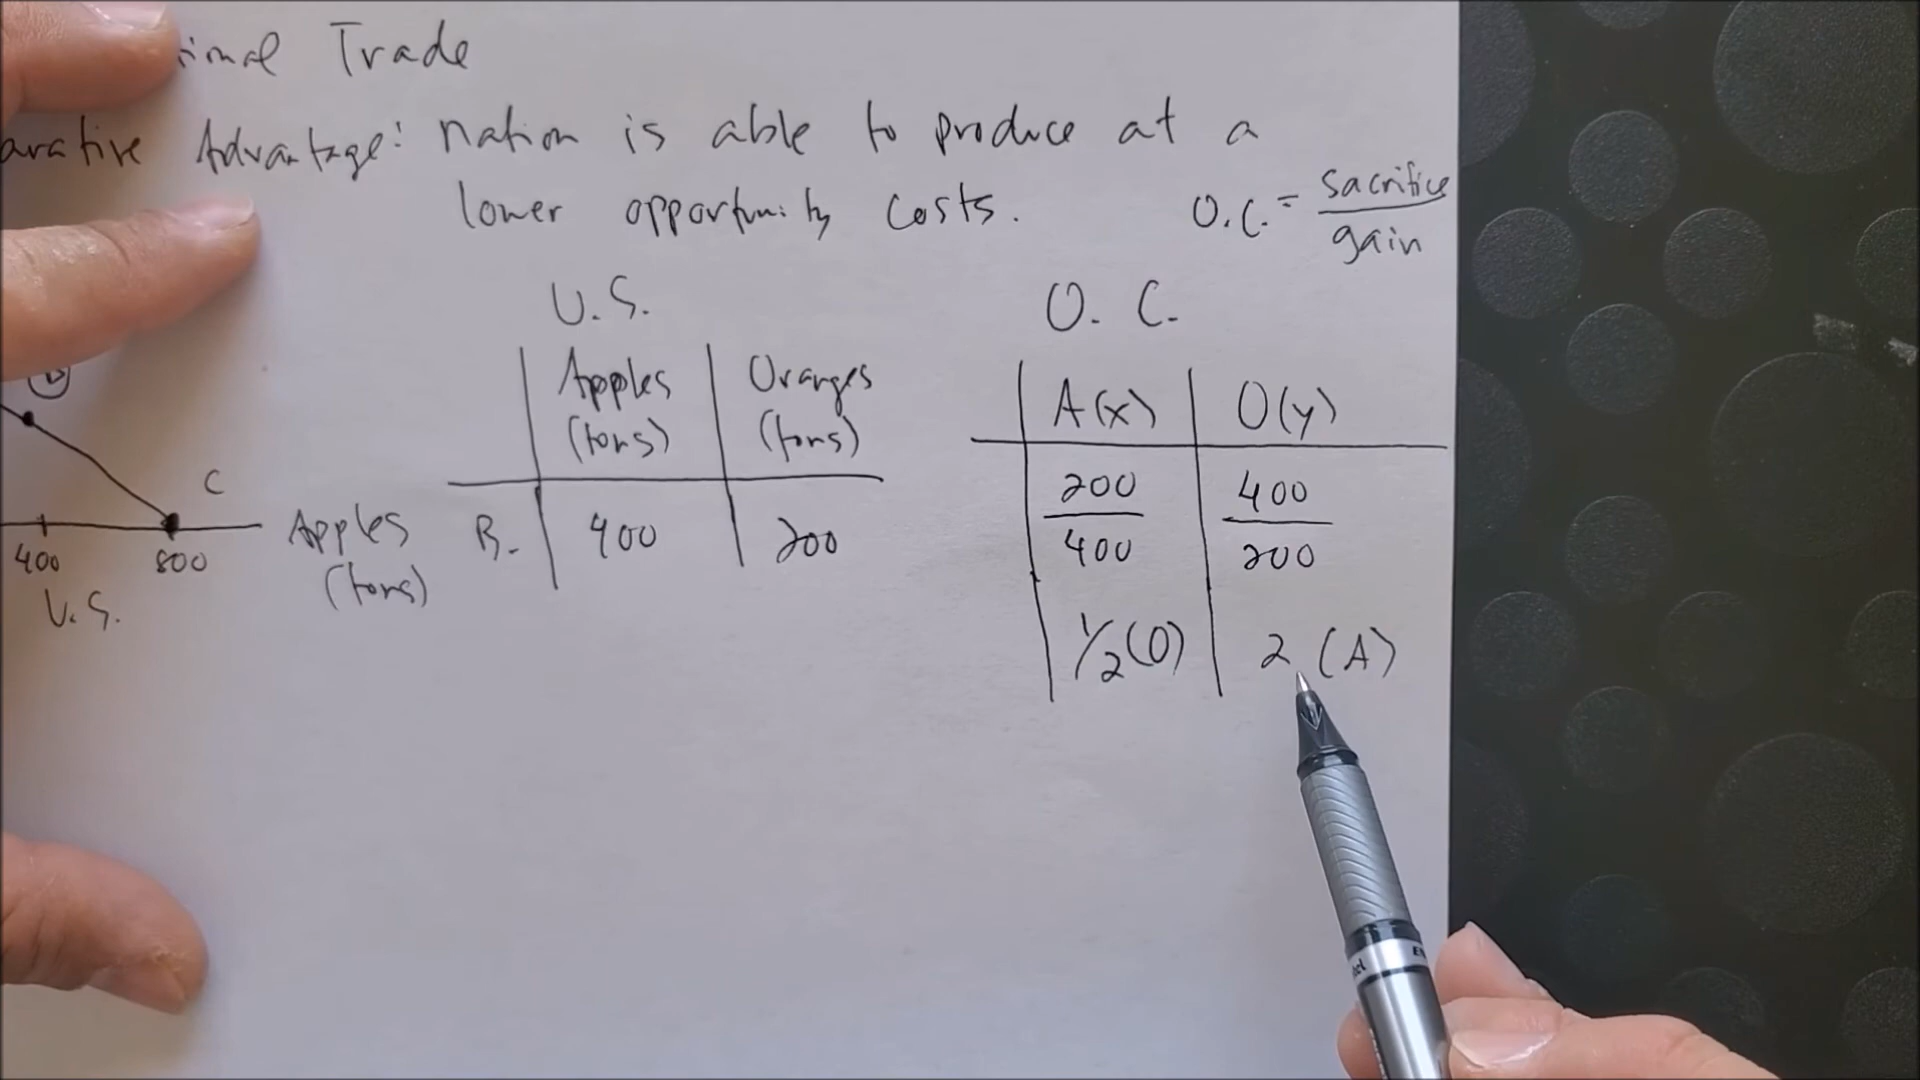 Trade
Advantage: nation is able to produce at a
lower opportunity costs.
O.C. = sacrifice
gain
U.S.
O. C.
Apples (tons) Oranges (tons)
B. 400 200
A(x) O(y)
200 400
400 200
1/2(O) 2 (A)
C
400 800
Apples
(tons)
U.S.